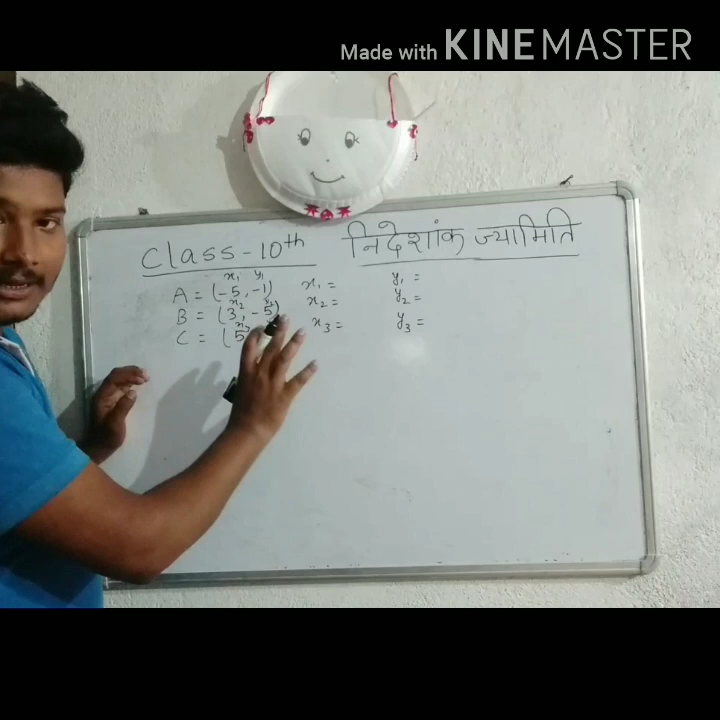 Made with KINEMASTER
Class-10th निर्देशांक ज्यामिति
x₁ y₁ x₁ = y₁ =
A = (-5, -1)
x₂ x₂ = y₂ =
B = (3, -5)
x₃ = y₃ =
C = (5